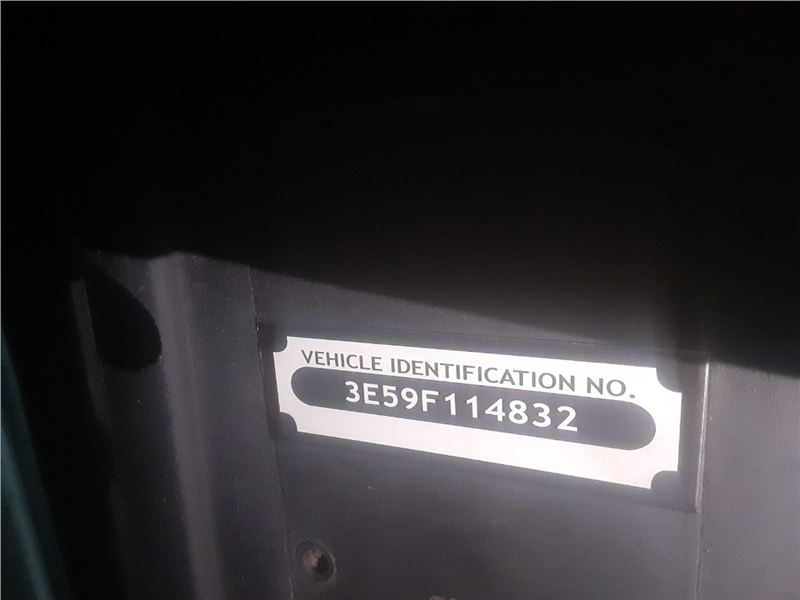 VEHICLE IDENTIFICATION NO.
3E59F114832